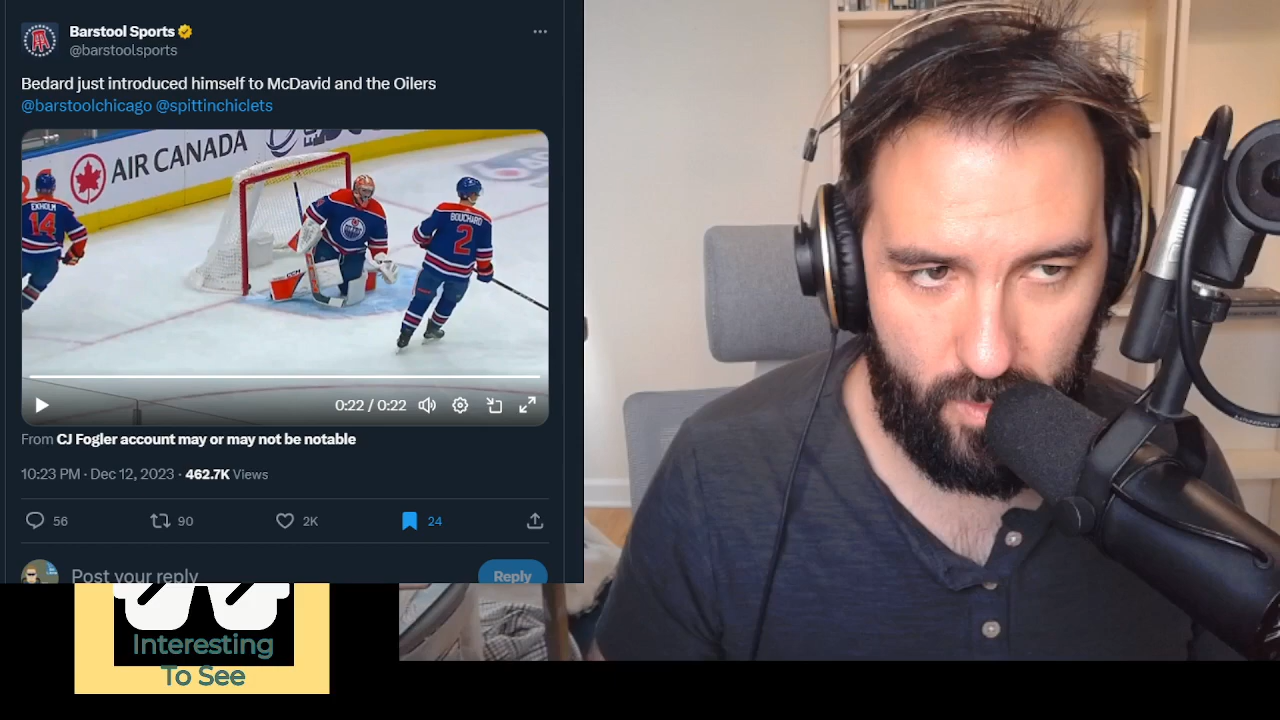 Barstool Sports
@barstoolsports
Bedard just introduced himself to McDavid and the Oilers
@barstoolchicago @spittinchiclets
AIR CANADA
EKHOLM
14
BOUCHARD
2
0:22 / 0:22
From CJ Fogler account may or may not be notable
10:23 PM · Dec 12, 2023 · 462.7K Views
56 90 2K 24
Post your reply
Reply
Interesting
To See